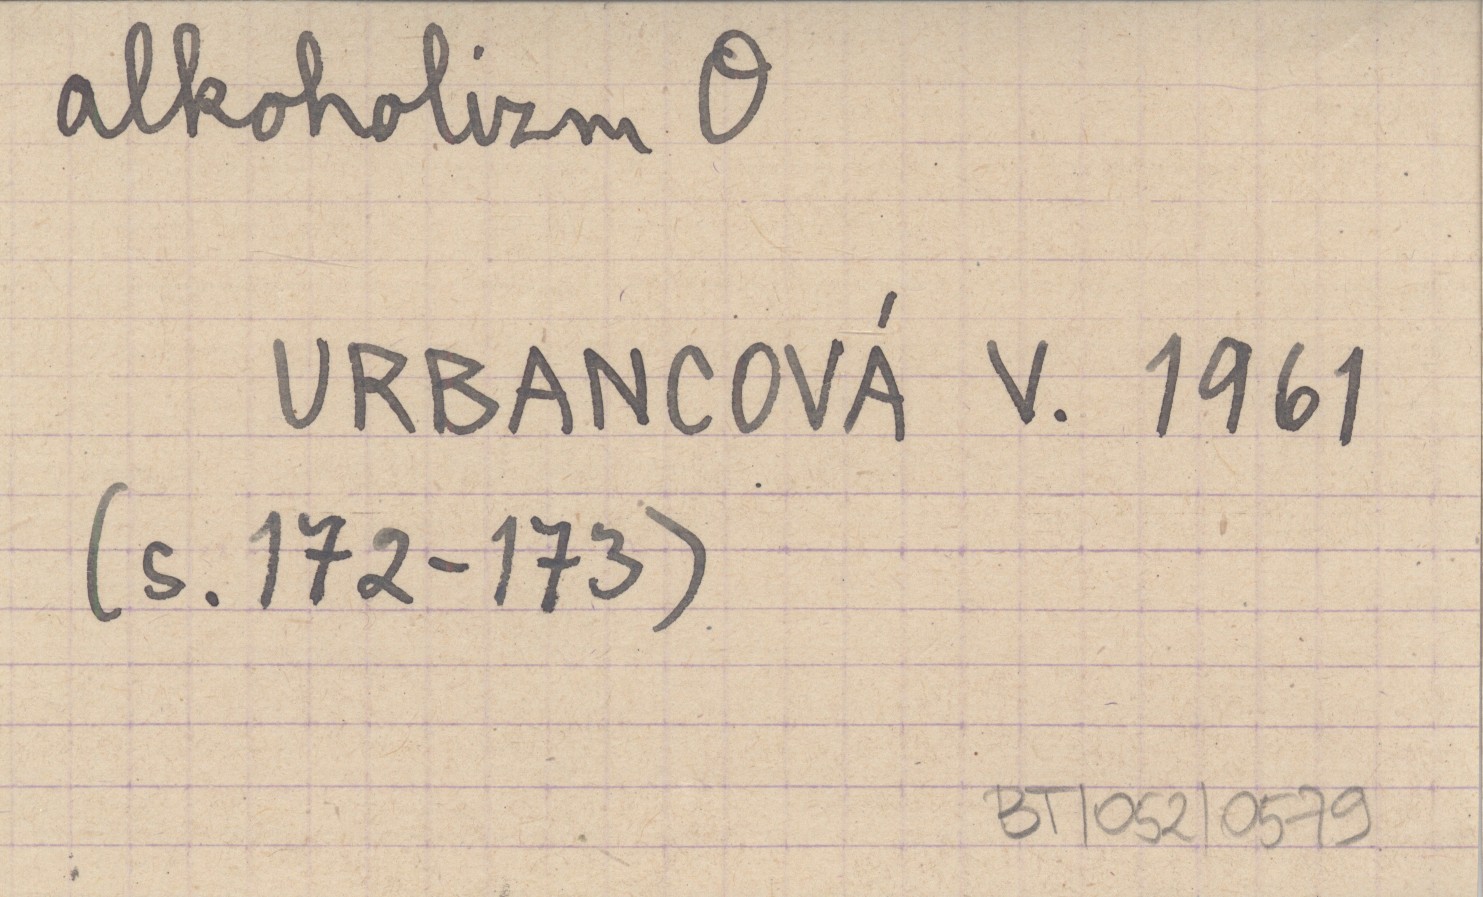 alkoholizm O
URBANCOVÁ V. 1961
(s. 172-173)
BT/052/0579